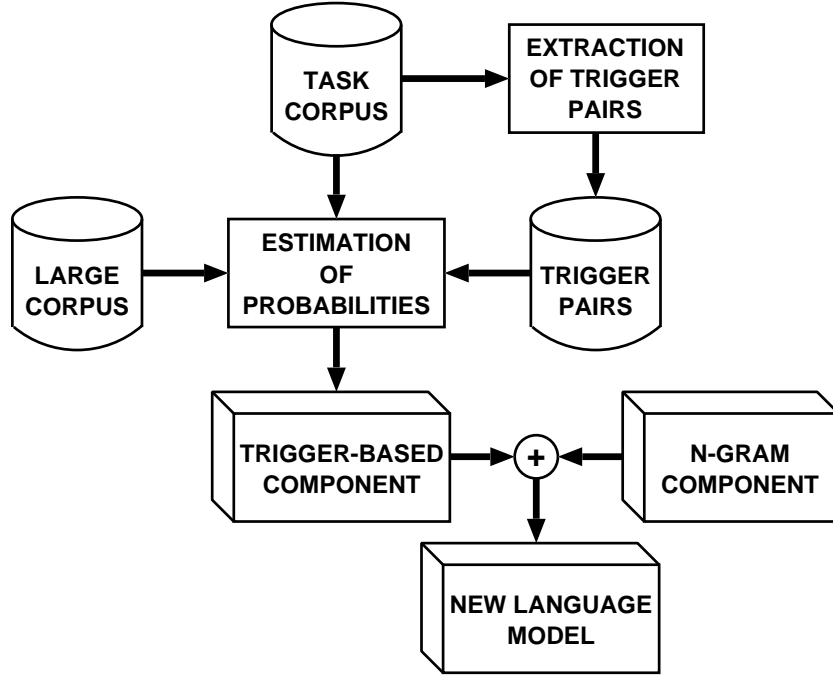 TASK
CORPUS
EXTRACTION
OF TRIGGER
PAIRS
LARGE
CORPUS
ESTIMATION
OF
PROBABILITIES
TRIGGER
PAIRS
TRIGGER-BASED
COMPONENT
+
N-GRAM
COMPONENT
NEW LANGUAGE
MODEL